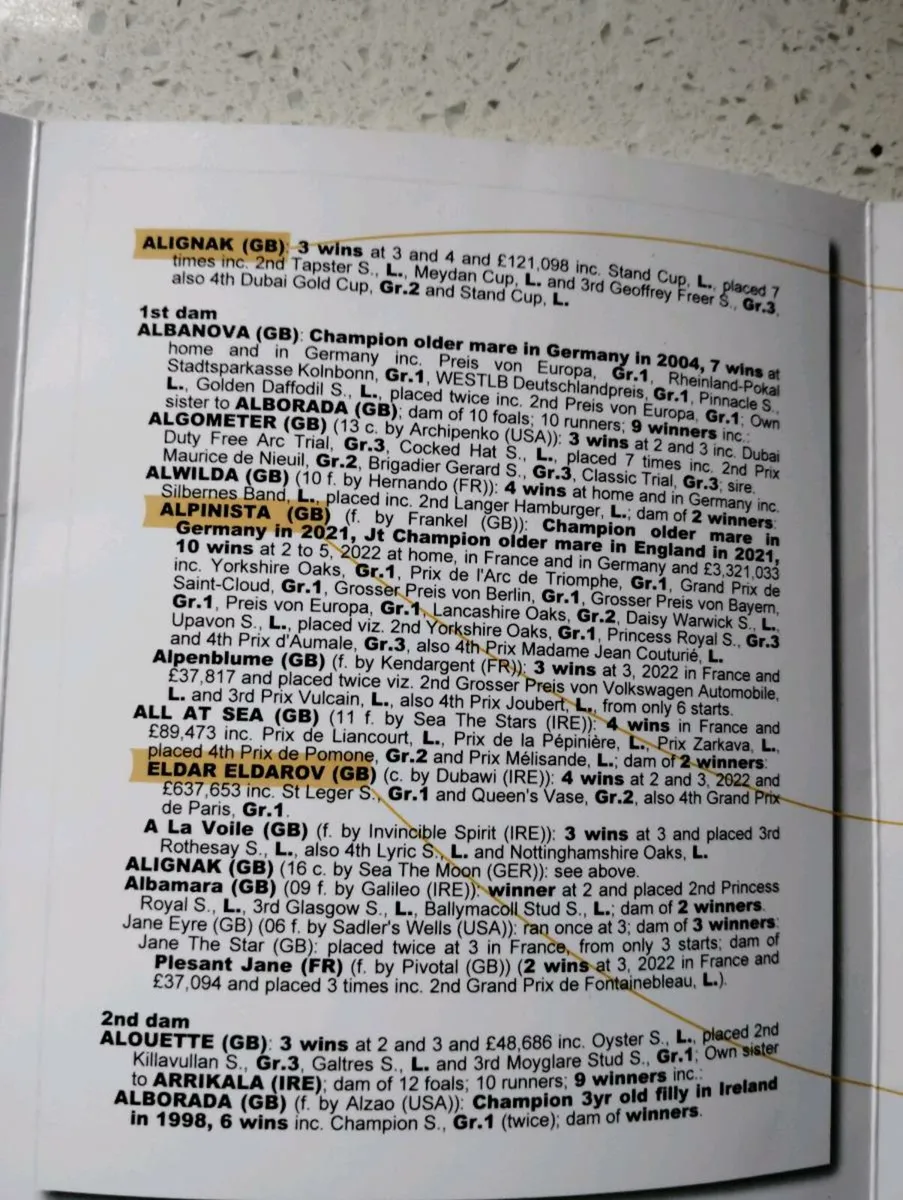 ALIGNAK (GB): 3 wins at 3 and 4 and £121,098 inc. Stand Cup, L., placed 7
times inc. 2nd Tapster S., L., Meydan Cup, L. and 3rd Geoffrey Freer S., Gr.3,
also 4th Dubai Gold Cup, Gr.2 and Stand Cup, L.
1st dam
ALBANOVA (GB): Champion older mare in Germany in 2004, 7 wins at
home and in Germany inc. Preis von Europa, Gr.1, Rheinland-Pokal
Stadtsparkasse Kolnbonn, Gr.1, WESTLB Deutschlandpreis, Gr.1, Pinnacle S.,
L., Golden Daffodil S., L., placed twice inc. 2nd Preis von Europa, Gr.1; Own
sister to ALBORADA (GB); dam of 10 foals; 10 runners; 9 winners inc.:
ALGOMETER (GB) (13 c. by Archipenko (USA)): 3 wins at 2 and 3 inc. Dubai
Duty Free Arc Trial, Gr.3, Cocked Hat S., L., placed 7 times inc. 2nd Prix
Maurice de Nieuil, Gr.2, Brigadier Gerard S., Gr.3, Classic Trial, Gr.3; sire.
ALWILDA (GB) (10 f. by Hernando (FR)): 4 wins at home and in Germany inc.
Silbernes Band, L., placed inc. 2nd Langer Hamburger, L.; dam of 2 winners:
ALPINISTA (GB) (f. by Frankel (GB)): Champion older mare in
Germany in 2021, Jt Champion older mare in England in 2021,
10 wins at 2 to 5, 2022 at home, in France and in Germany and £3,321,033
inc. Yorkshire Oaks, Gr.1, Prix de l'Arc de Triomphe, Gr.1, Grand Prix de
Saint-Cloud, Gr.1, Grosser Preis von Berlin, Gr.1, Grosser Preis von Bayern,
Gr.1, Preis von Europa, Gr.1, Lancashire Oaks, Gr.2, Daisy Warwick S., L.,
Upavon S., L., placed viz. 2nd Yorkshire Oaks, Gr.1, Princess Royal S., Gr.3
and 4th Prix d'Aumale, Gr.3, also 4th Prix Madame Jean Couturié, L.
Alpenblume (GB) (f. by Kendargent (FR)): 3 wins at 3, 2022 in France and
£37,817 and placed twice viz. 2nd Grosser Preis von Volkswagen Automobile,
L. and 3rd Prix Vulcain, L., also 4th Prix Joubert, L., from only 6 starts.
ALL AT SEA (GB) (11 f. by Sea The Stars (IRE)): 4 wins in France and
£89,473 inc. Prix de Liancourt, L., Prix de la Pépinière, L., Prix Zarkava, L.,
placed 4th Prix de Pomone, Gr.2 and Prix Mélisande, L.; dam of 2 winners:
ELDAR ELDAROV (GB) (c. by Dubawi (IRE)): 4 wins at 2 and 3, 2022 and
£637,653 inc. St Leger S., Gr.1 and Queen's Vase, Gr.2, also 4th Grand Prix
de Paris, Gr.1.
A La Voile (GB) (f. by Invincible Spirit (IRE)): 3 wins at 3 and placed 3rd
Rothesay S., L., also 4th Lyric S., L. and Nottinghamshire Oaks, L.
ALIGNAK (GB) (16 c. by Sea The Moon (GER)): see above.
Albamara (GB) (09 f. by Galileo (IRE)): winner at 2 and placed 2nd Princess
Royal S., L., 3rd Glasgow S., L., Ballymacoll Stud S., L.; dam of 2 winners.
Jane Eyre (GB) (06 f. by Sadler's Wells (USA)): ran once at 3; dam of 3 winners:
Jane The Star (GB): placed twice at 3 in France, from only 3 starts; dam of
Plesant Jane (FR) (f. by Pivotal (GB)) (2 wins at 3, 2022 in France and
£37,094 and placed 3 times inc. 2nd Grand Prix de Fontainebleau, L.).
2nd dam
ALOUETTE (GB): 3 wins at 2 and 3 and £48,686 inc. Oyster S., L., placed 2nd
Killavullan S., Gr.3, Galtres S., L. and 3rd Moyglare Stud S., Gr.1; Own sister
to ARRIKALA (IRE); dam of 12 foals; 10 runners; 9 winners inc.:
ALBORADA (GB) (f. by Alzao (USA)): Champion 3yr old filly in Ireland
in 1998, 6 wins inc. Champion S., Gr.1 (twice); dam of winners.